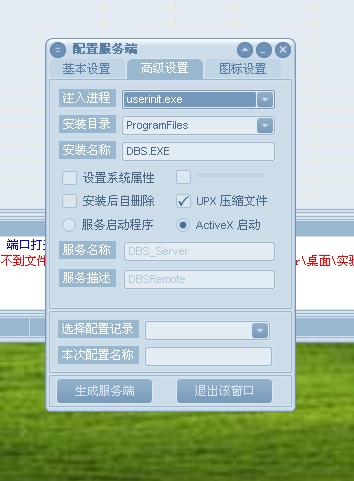 配置服务端
基本设置 高级设置 图标设置
注入进程 userinit.exe
安装目录 ProgramFiles
安装名称 DBS.EXE
设置系统属性 ****************
安装后自删除 UPX 压缩文件
服务启动程序 ActiveX 启动
端口打
服务名称 DBS_Server
不到文件 r\桌面\实验
服务描述 DBSRemote
选择配置记录
本次配置名称
生成服务端 退出该窗口